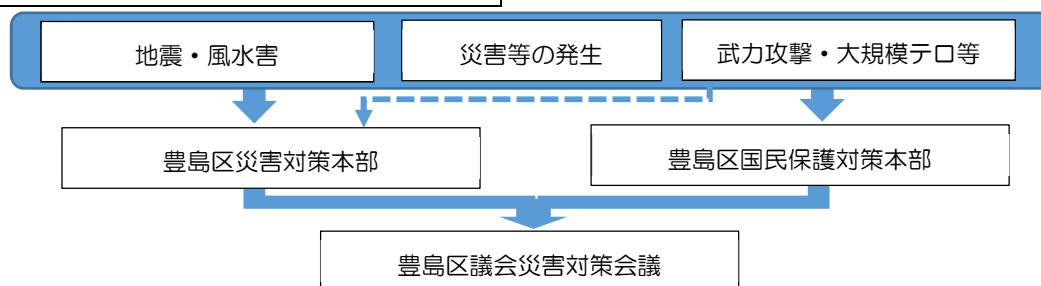 地震・風水害
災害等の発生
武力攻撃・大規模テロ等
豊島区災害対策本部
豊島区国民保護対策本部
豊島区議会災害対策会議